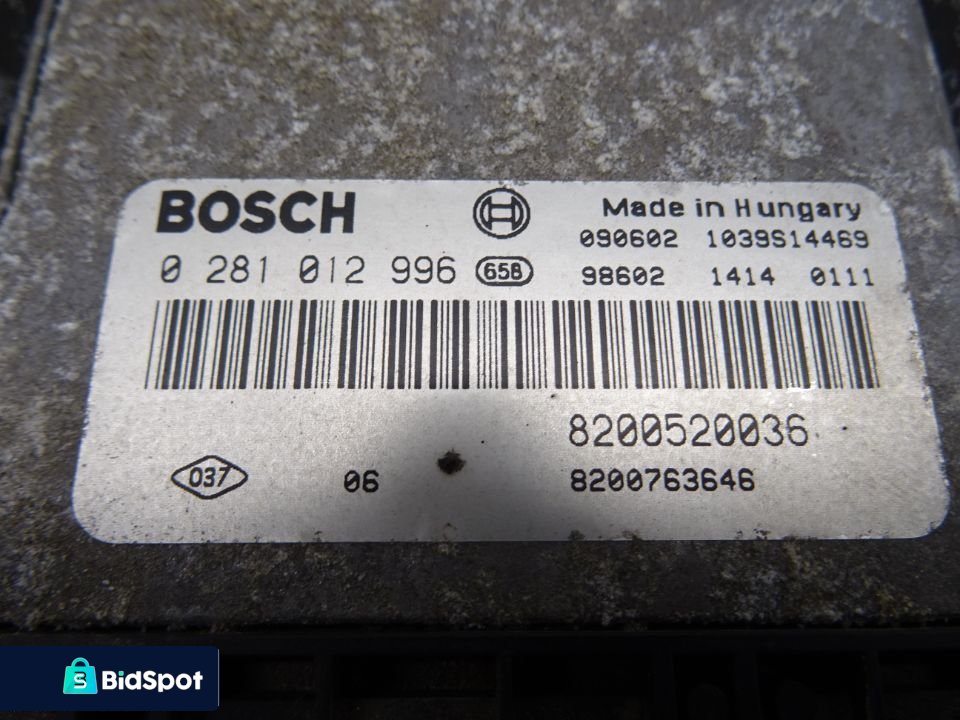 BOSCH
Made in Hungary
090602 1039S14469
0 281 012 996 658
98602 1414 0111
8200520036
037 06 8200763646
BidSpot